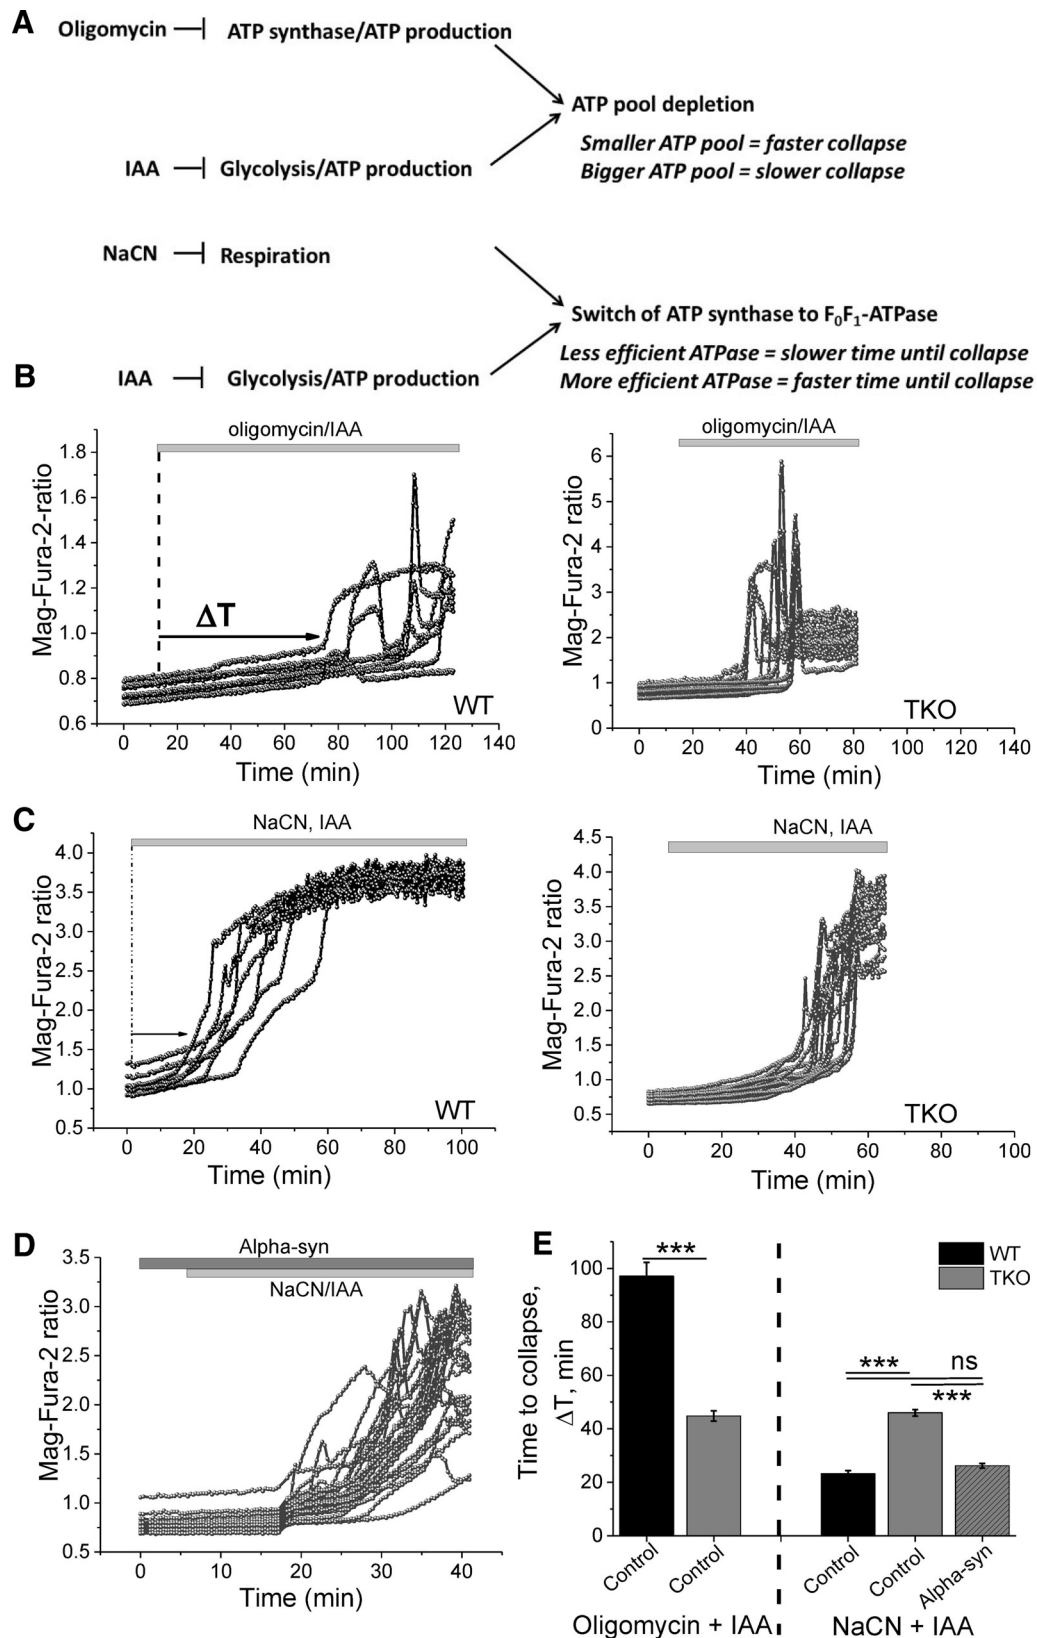 A
Oligomycin ATP synthase/ATP production
ATP pool depletion
Smaller ATP pool = faster collapse
Bigger ATP pool = slower collapse
IAA Glycolysis/ATP production
NaCN Respiration
Switch of ATP synthase to F₀F₁-ATPase
Less efficient ATPase = slower time until collapse
More efficient ATPase = faster time until collapse
IAA Glycolysis/ATP production
B
oligomycin/IAA
Mag-Fura-2-ratio
1.8
1.6
1.4
1.2
1.0
0.8
0.6
ΔT
WT
0 20 40 60 80 100 120 140
Time (min)
oligomycin/IAA
Mag-Fura-2 ratio
6
5
4
3
2
1
0
TKO
0 20 40 60 80 100 120 140
Time (min)
C
NaCN, IAA
Mag-Fura-2 ratio
4.0
3.5
3.0
2.5
2.0
1.5
1.0
0.5
WT
0 20 40 60 80 100
Time (min)
NaCN, IAA
Mag-Fura-2 ratio
4.5
4.0
3.5
3.0
2.5
2.0
1.5
1.0
0.5
TKO
0 20 40 60 80 100
Time (min)
D
Alpha-syn
NaCN/IAA
Mag-Fura-2 ratio
3.5
3.0
2.5
2.0
1.5
1.0
0.5
0 10 20 30 40
Time (min)
E
WT
TKO
Time to collapse,
ΔT, min
100
80
60
40
20
0
***
*** ns
***
Control Control Control Control Alpha-syn
Oligomycin + IAA NaCN + IAA